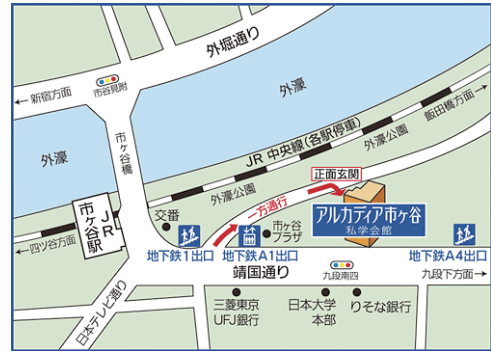 外堀通り
←新宿方面
市谷見附
外濠
飯田橋方面→
市ヶ谷橋
JR 中央線(各駅停車)
外濠公園
外濠
正面玄関
外濠公園
一方通行
アルカディア市ヶ谷
私学会館
JR
市ヶ谷駅
交番
市ヶ谷
プラザ
←四ツ谷方面
地下鉄1出口
地下鉄A1出口
地下鉄A4出口
靖国通り
九段南四
九段下方面→
日本テレビ通り
三菱東京
UFJ銀行
日本大学
本部
りそな銀行